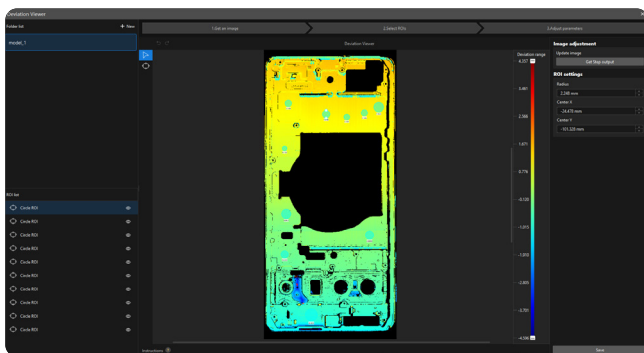 Deviation Viewer
Folder list
+ New
1.Get an image
2.Select ROIs
3.Adjust parameters
model_1
Deviation Viewer
Image adjustment
Update image
Get Step output
ROI settings
Radius
2.248 mm
Center X
-24.478 mm
Center Y
-101.328 mm
Deviation range
4.357
3.461
2.566
1.671
0.776
-0.120
-1.015
-1.910
-2.805
-3.701
-4.596
ROI list
Circle ROI
Circle ROI
Circle ROI
Circle ROI
Circle ROI
Circle ROI
Circle ROI
Circle ROI
Circle ROI
Circle ROI
Instructions
Save